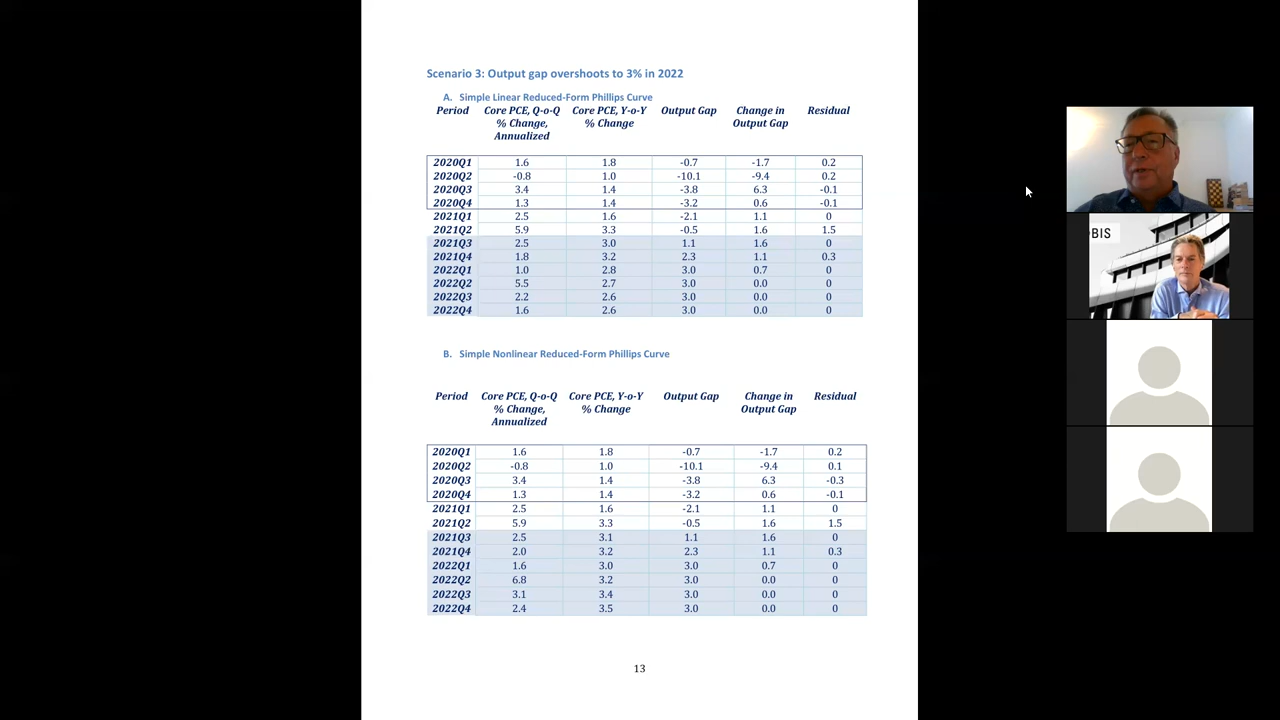 Scenario 3: Output gap overshoots to 3% in 2022
A. Simple Linear Reduced-Form Phillips Curve
Period Core PCE, Q-o-Q Core PCE, Y-o-Y Output Gap Change in Residual
% Change, % Change Output Gap
Annualized
2020Q1 1.6 1.8 -0.7 -1.7 0.2
2020Q2 -0.8 1.0 -10.1 -9.4 0.2
2020Q3 3.4 1.4 -3.8 6.3 -0.1
2020Q4 1.3 1.4 -3.2 0.6 -0.1
2021Q1 2.5 1.6 -2.1 1.1 0
2021Q2 5.9 3.3 -0.5 1.6 1.5
2021Q3 2.5 3.0 1.1 1.6 0
2021Q4 1.8 3.2 2.3 1.1 0.3
2022Q1 1.0 2.8 3.0 0.7 0
2022Q2 5.5 2.7 3.0 0.0 0
2022Q3 2.2 2.6 3.0 0.0 0
2022Q4 1.6 2.6 3.0 0.0 0
B. Simple Nonlinear Reduced-Form Phillips Curve
Period Core PCE, Q-o-Q Core PCE, Y-o-Y Output Gap Change in Residual
% Change, % Change Output Gap
Annualized
2020Q1 1.6 1.8 -0.7 -1.7 0.2
2020Q2 -0.8 1.0 -10.1 -9.4 0.1
2020Q3 3.4 1.4 -3.8 6.3 -0.3
2020Q4 1.3 1.4 -3.2 0.6 -0.1
2021Q1 2.5 1.6 -2.1 1.1 0
2021Q2 5.9 3.3 -0.5 1.6 1.5
2021Q3 2.5 3.1 1.1 1.6 0
2021Q4 2.0 3.2 2.3 1.1 0.3
2022Q1 1.6 3.0 3.0 0.7 0
2022Q2 6.8 3.2 3.0 0.0 0
2022Q3 3.1 3.4 3.0 0.0 0
2022Q4 2.4 3.5 3.0 0.0 0
13
BIS